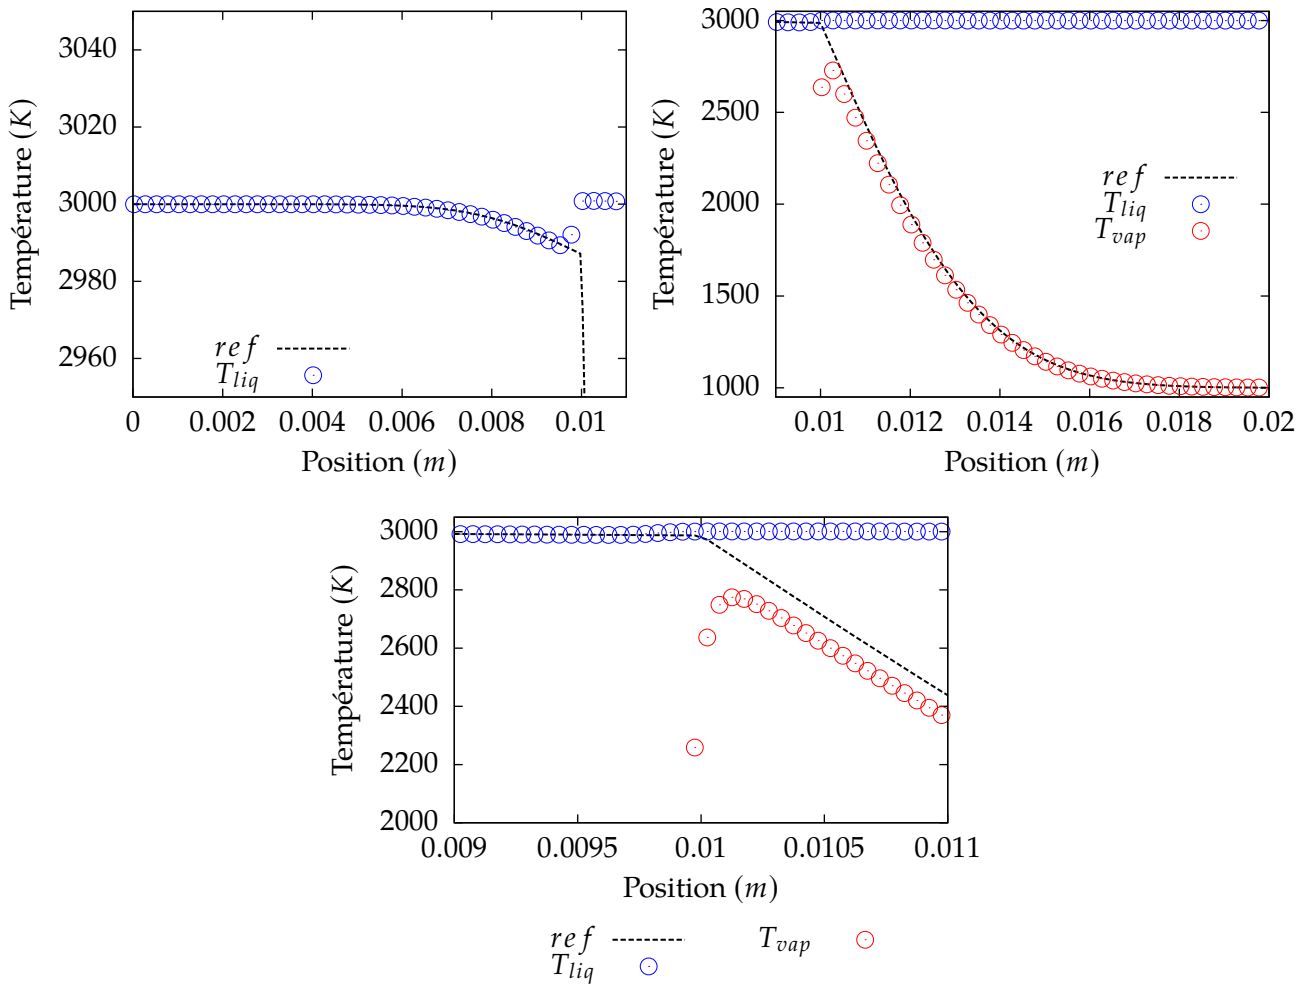 3040
3020
3000
2980
2960
Température (K)
0 0.002 0.004 0.006 0.008 0.01
Position (m)
ref
T_liq
3000
2500
2000
1500
1000
Température (K)
0.01 0.012 0.014 0.016 0.018 0.02
Position (m)
ref
T_liq
T_vap
3000
2800
2600
2400
2200
2000
Température (K)
0.009 0.0095 0.01 0.0105 0.011
Position (m)
ref T_vap
T_liq